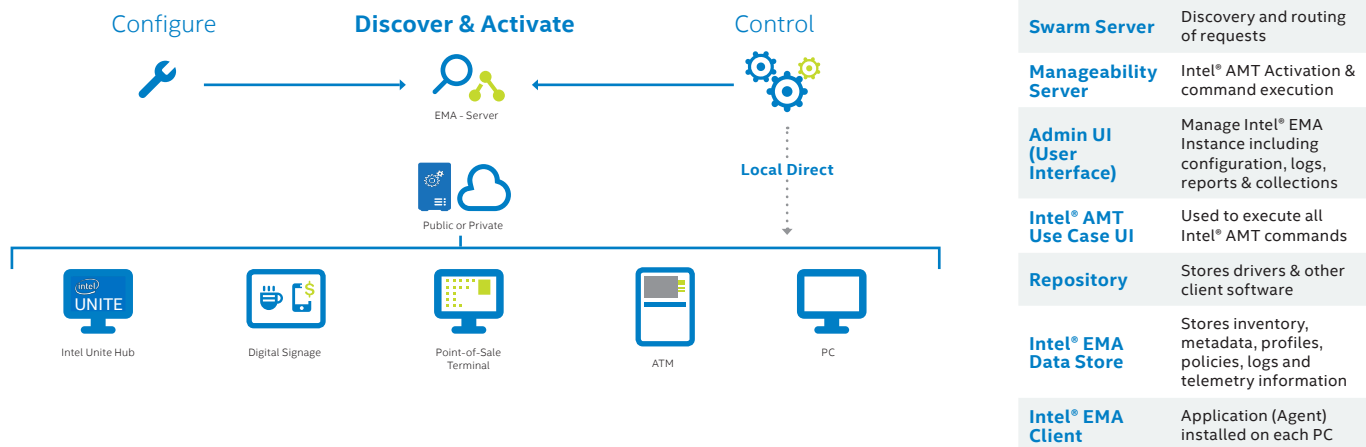 Configure
Discover & Activate
Control
EMA - Server
Local Direct
Public or Private
intel
UNITE
$
Intel Unite Hub
Digital Signage
Point-of-Sale
Terminal
ATM
PC
Swarm Server
Discovery and routing
of requests
Manageability
Server
Intel® AMT Activation &
command execution
Admin UI
(User
Interface)
Manage Intel® EMA
Instance including
configuration, logs,
reports & collections
Intel® AMT
Use Case UI
Used to execute all
Intel® AMT commands
Repository
Stores drivers & other
client software
Intel® EMA
Data Store
Stores inventory,
metadata, profiles,
policies, logs and
telemetry information
Intel® EMA
Client
Application (Agent)
installed on each PC